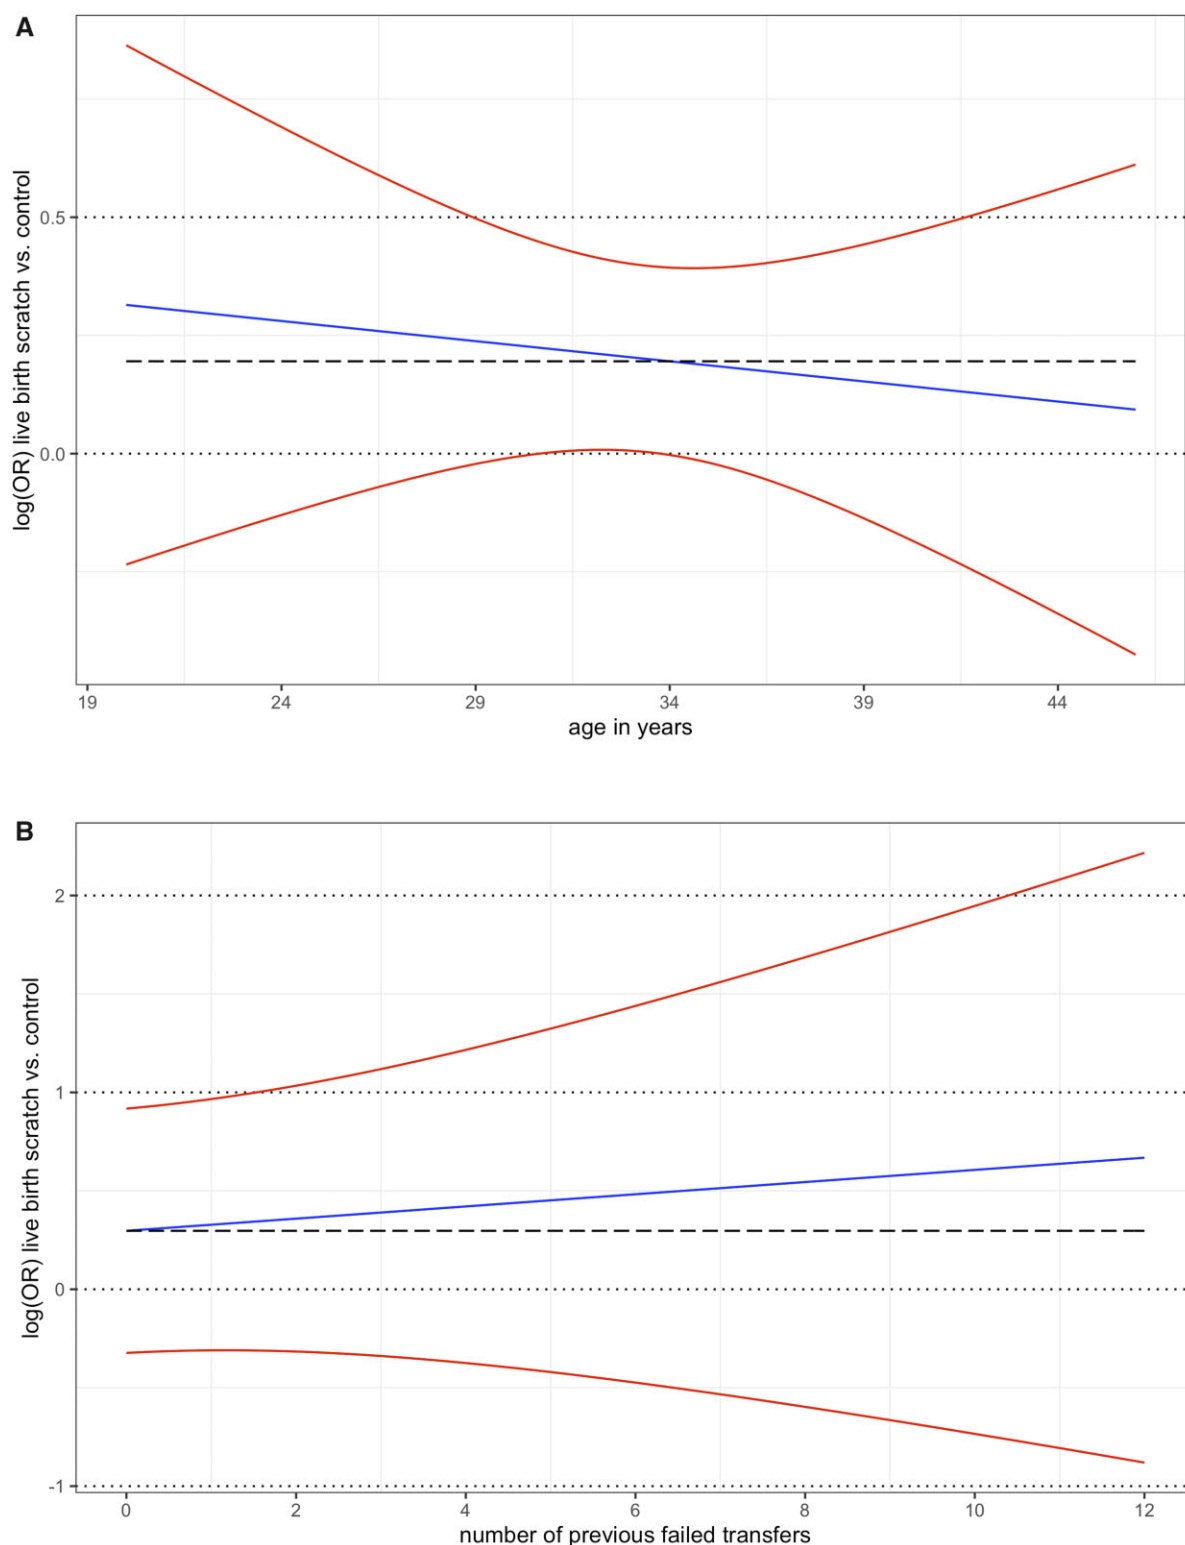 A
log(OR) live birth scratch vs. control
0.5
0.0
19 24 29 34 39 44
age in years
B
log(OR) live birth scratch vs. control
2
1
0
-1
0 2 4 6 8 10 12
number of previous failed transfers